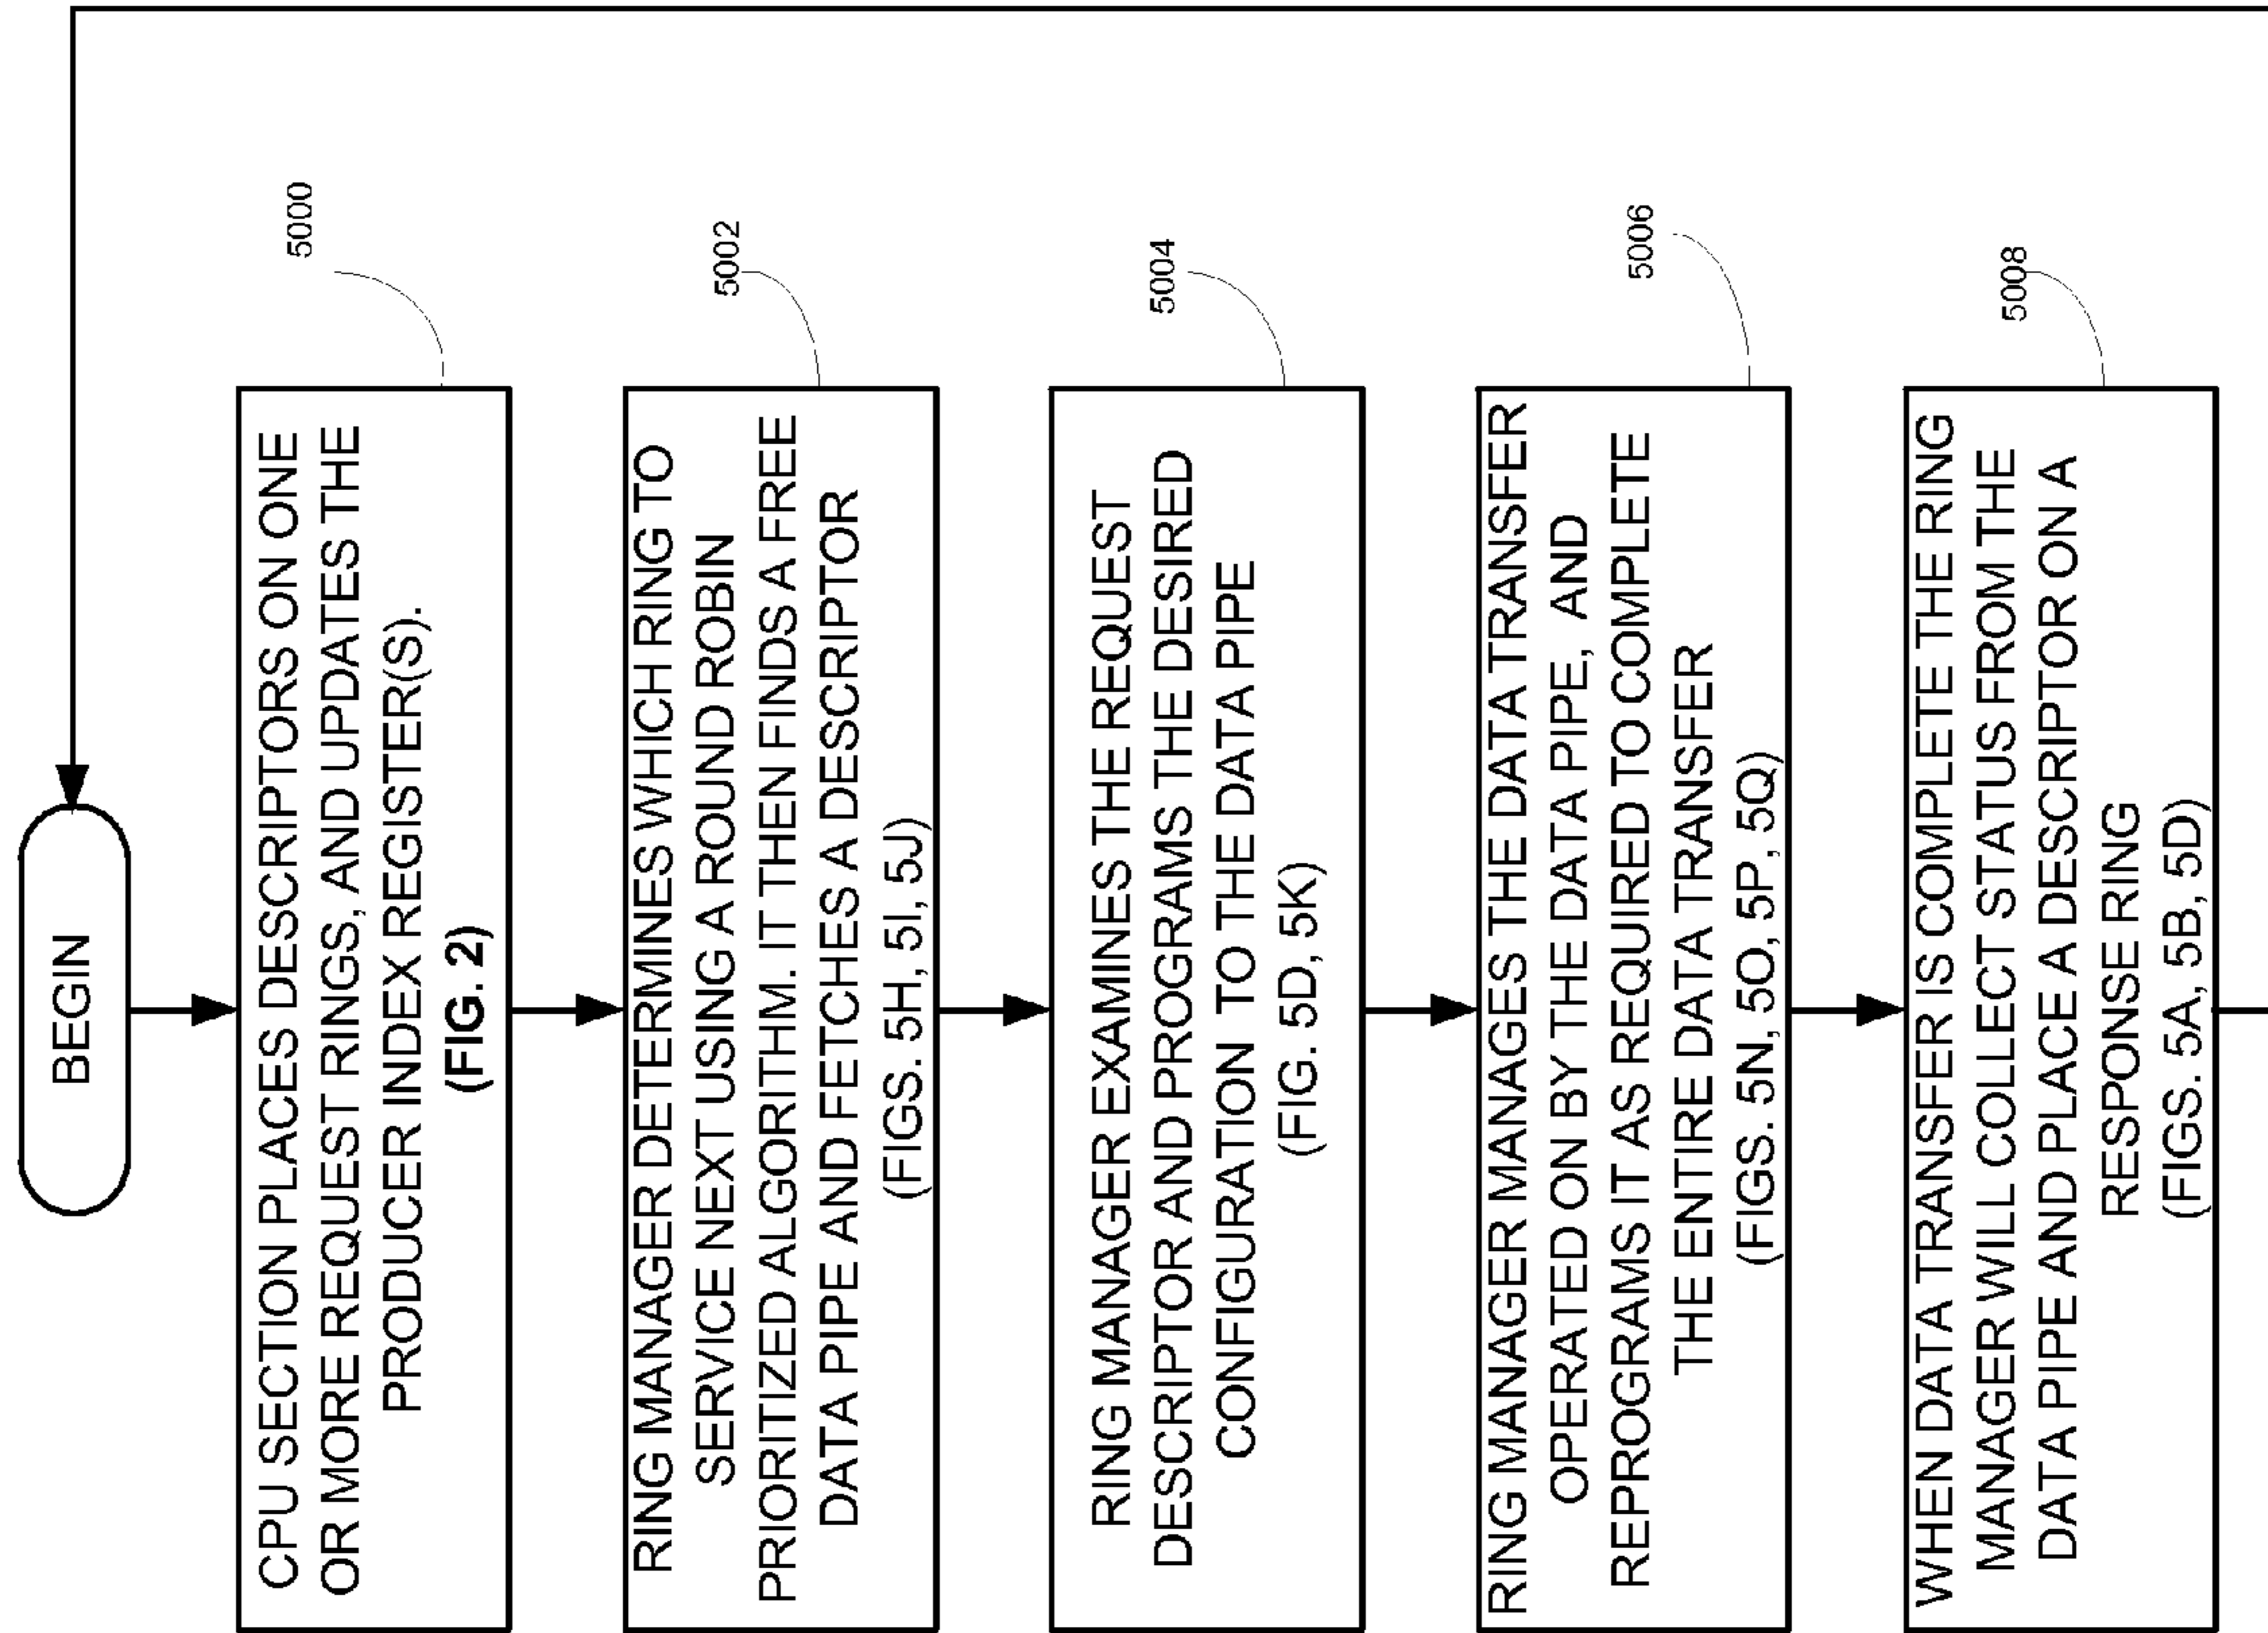 BEGIN
CPU SECTION PLACES DESCRIPTORS ON ONE
OR MORE REQUEST RINGS, AND UPDATES THE
PRODUCER INDEX REGISTER(S).
(FIG. 2)
5000
RING MANAGER DETERMINES WHICH RING TO
SERVICE NEXT USING A ROUND ROBIN
PRIORITIZED ALGORITHM. IT THEN FINDS A FREE
DATA PIPE AND FETCHES A DESCRIPTOR
(FIGS. 5H, 5I, 5J)
5002
RING MANAGER EXAMINES THE REQUEST
DESCRIPTOR AND PROGRAMS THE DESIRED
CONFIGURATION TO THE DATA PIPE
(FIG. 5D, 5K)
5004
RING MANAGER MANAGES THE DATA TRANSFER
OPERATED ON BY THE DATA PIPE, AND
REPROGRAMS IT AS REQUIRED TO COMPLETE
THE ENTIRE DATA TRANSFER
(FIGS. 5N, 5O, 5P, 5Q)
5006
WHEN DATA TRANSFER IS COMPLETE THE RING
MANAGER WILL COLLECT STATUS FROM THE
DATA PIPE AND PLACE A DESCRIPTOR ON A
RESPONSE RING
(FIGS. 5A, 5B, 5D)
5008